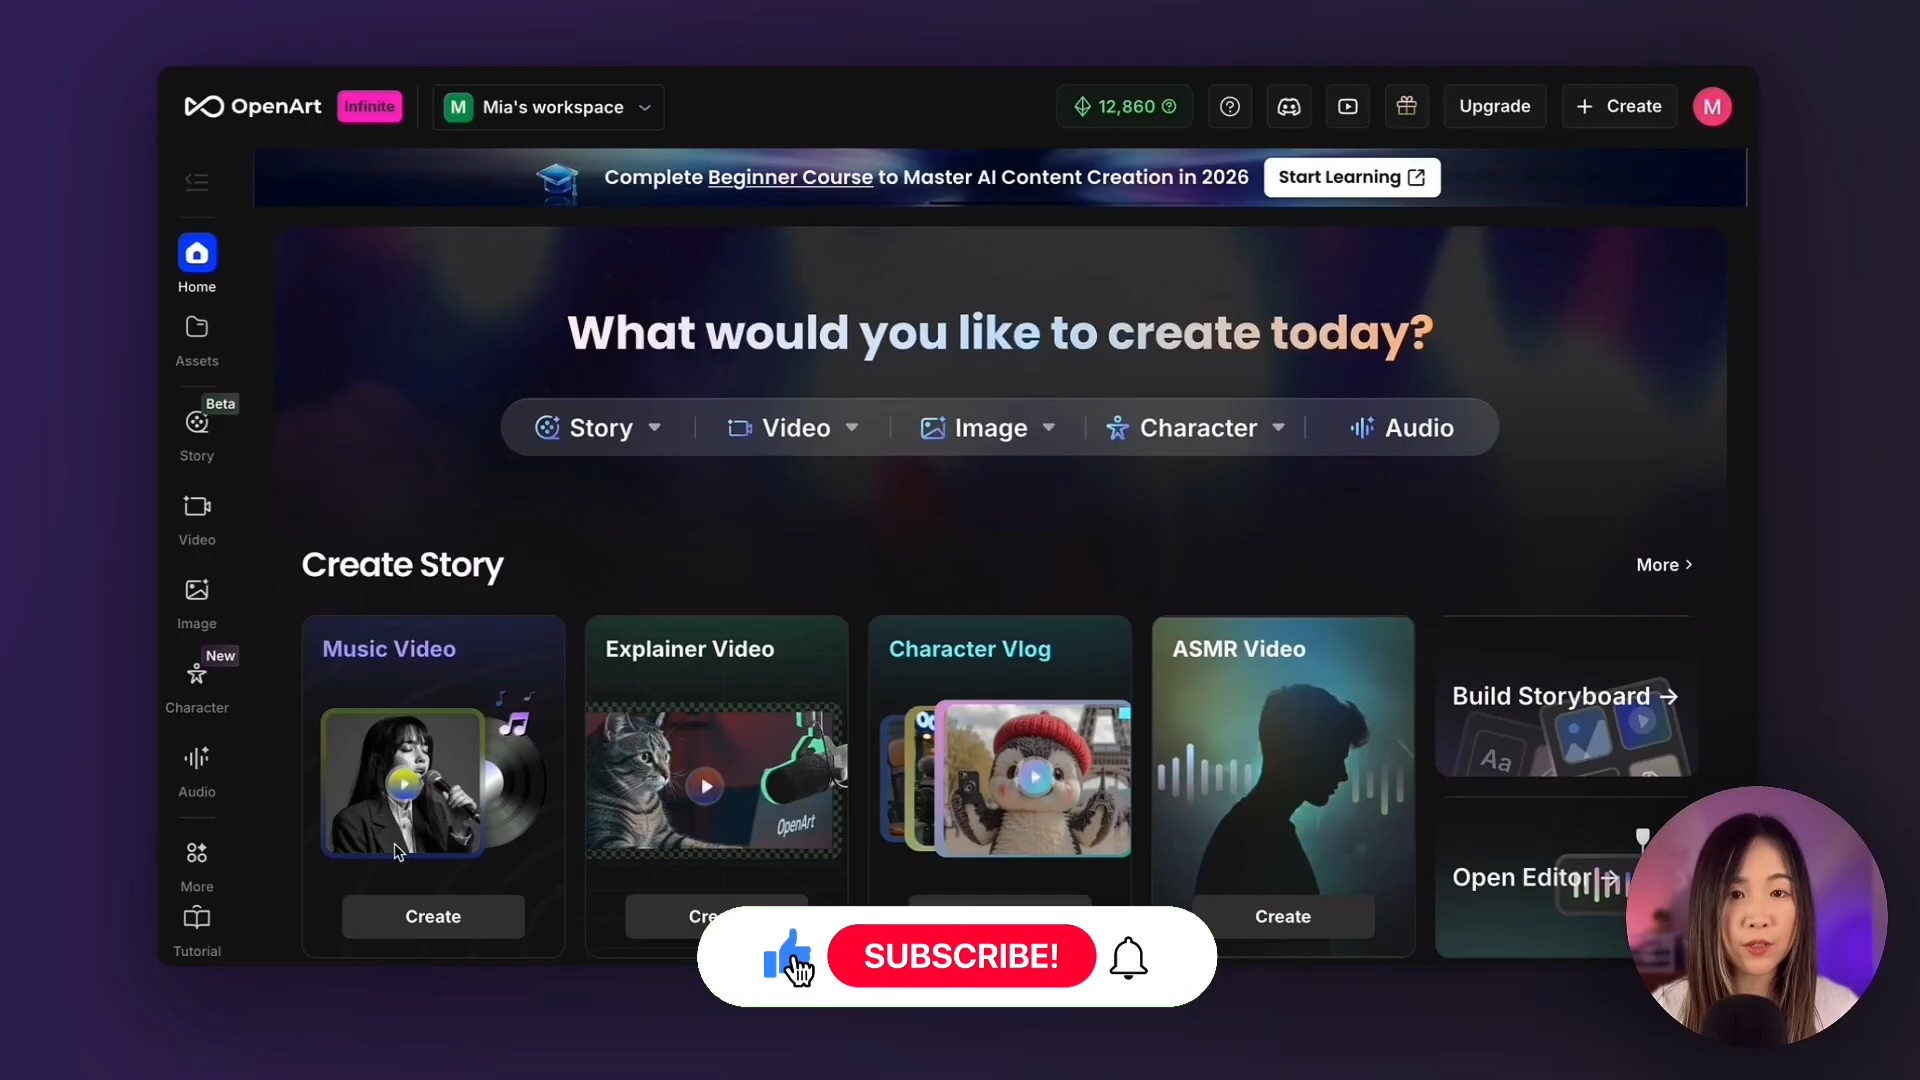 OpenArt
Infinite
M
Mia's workspace
12,860
Upgrade
+ Create
M
Complete Beginner Course to Master AI Content Creation in 2026
Start Learning
Home
Assets
Beta
Story
Video
Image
New
Character
Audio
More
Tutorial
What would you like to create today?
Story
Video
Image
Character
Audio
Create Story
More >
Music Video
Explainer Video
Character Vlog
ASMR Video
Build Storyboard →
Aa
OpenArt
Open Editor →
Create
Cre
Create
SUBSCRIBE!